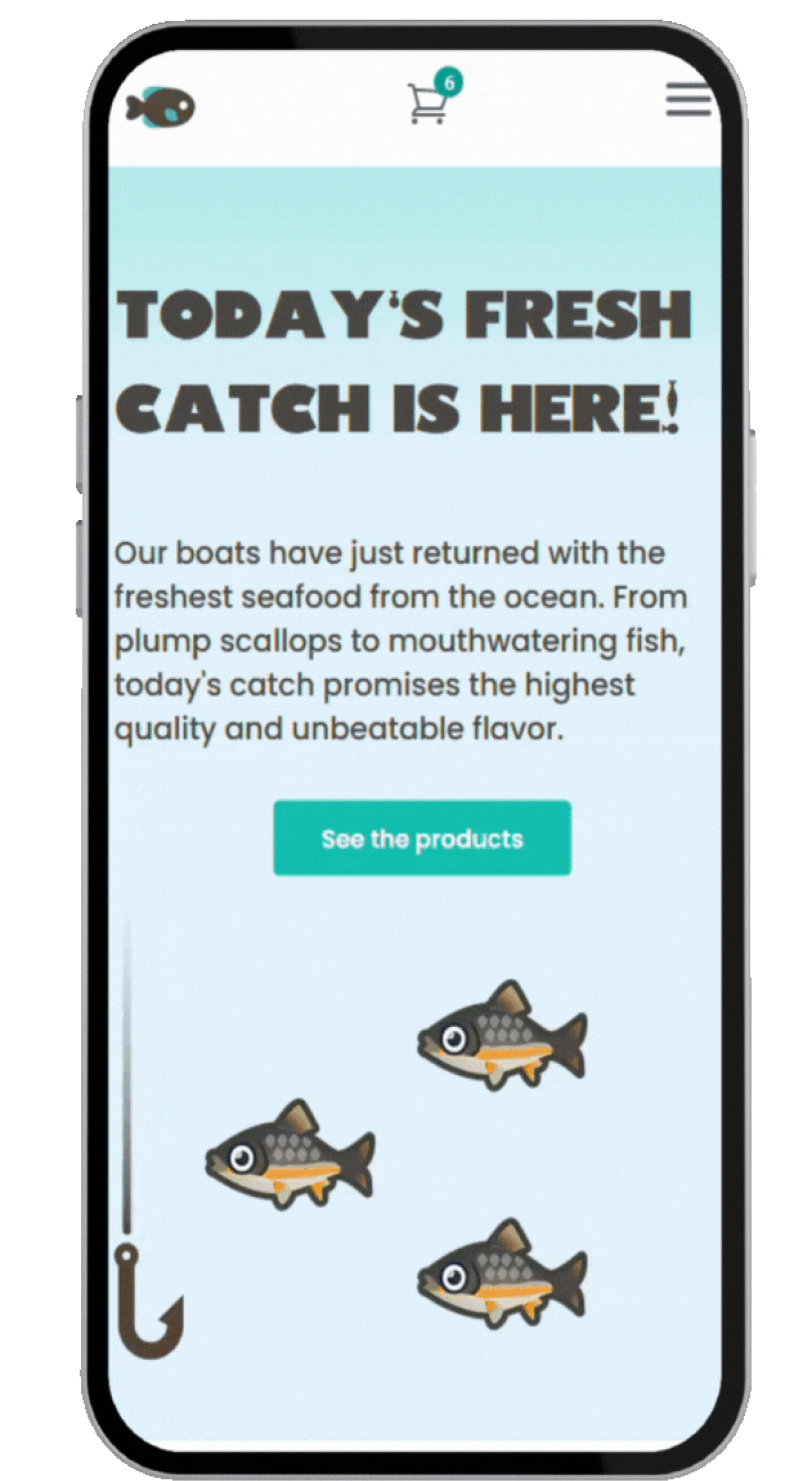 6
TODAY'S FRESH
CATCH IS HERE!
Our boats have just returned with the
freshest seafood from the ocean. From
plump scallops to mouthwatering fish,
today's catch promises the highest
quality and unbeatable flavor.
See the products